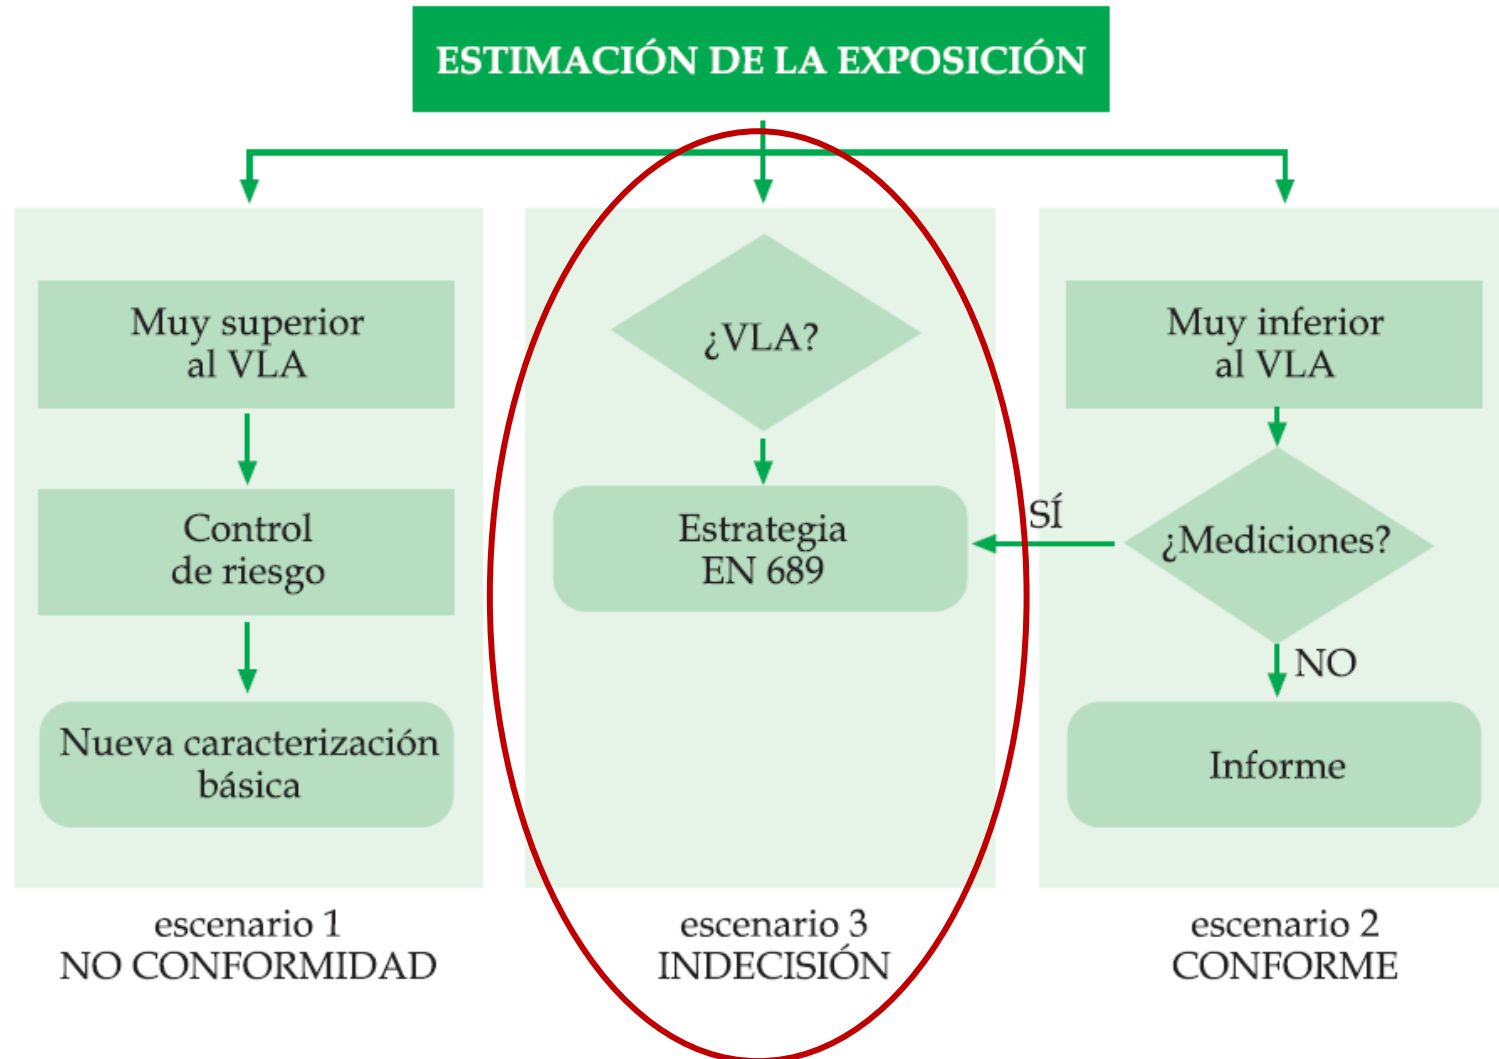 ESTIMACIÓN DE LA EXPOSICIÓN
Muy superior
al VLA
Control
de riesgo
Nueva caracterización
básica
escenario 1
NO CONFORMIDAD
¿VLA?
Estrategia
EN 689
escenario 3
INDECISIÓN
Muy inferior
al VLA
¿Mediciones?
SÍ
NO
Informe
escenario 2
CONFORME